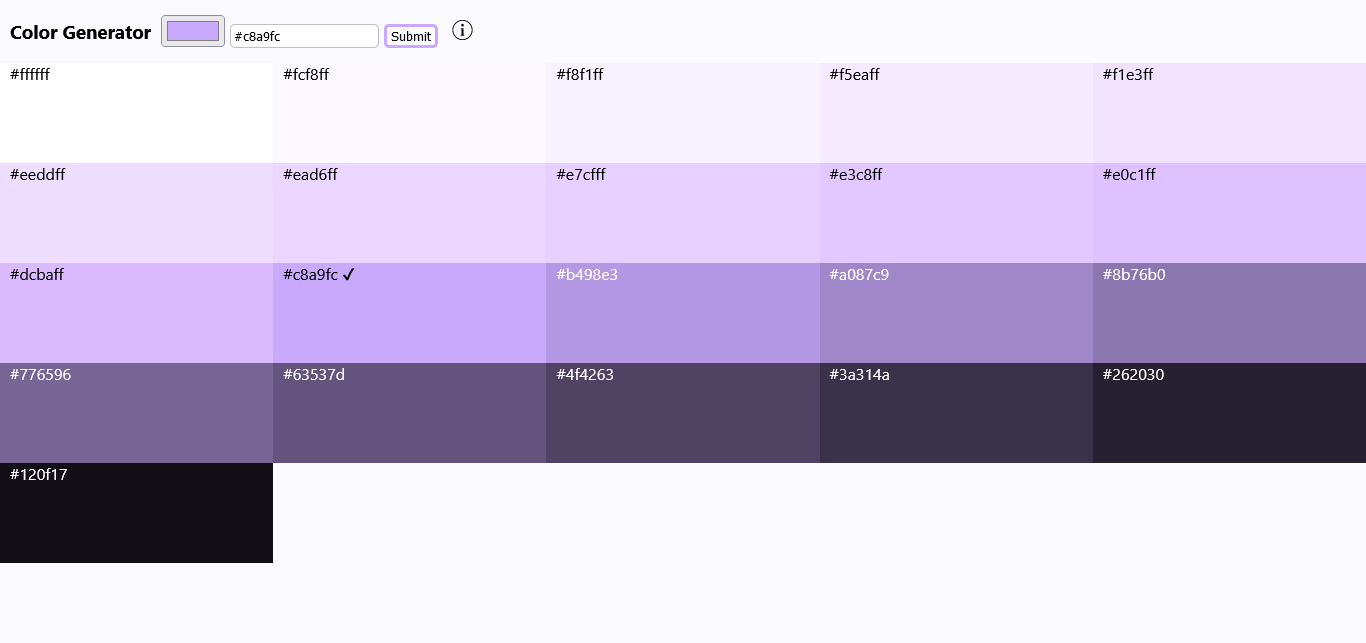 Color Generator #c8a9fc Submit
#ffffff #fcf8ff #f8f1ff #f5eaff #f1e3ff
#eeddff #ead6ff #e7cfff #e3c8ff #e0c1ff
#dcbaff #c8a9fc ✓ #b498e3 #a087c9 #8b76b0
#776596 #63537d #4f4263 #3a314a #262030
#120f17